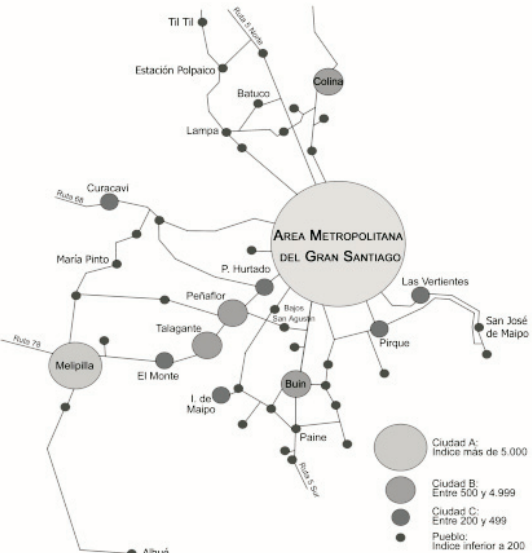 Til Til
Ruta 5 Norte
Estación Polpaico
Colina
Batuco
Lampa
Curacavi
Ruta 68
AREA METROPOLITANA
DEL GRAN SANTIAGO
María Pinto
P. Hurtado
Las Vertientes
Peñaflor
Bajos
San Agustin
San José
de Maipo
Talagante
Pirque
Ruta 78
Melipilla
El Monte
Buin
I. de
Maipo
Paine
Ruta 5 Sur
Ciudad A:
Indice más de 5.000
Ciudad B:
Entre 500 y 4.999
Ciudad C:
Entre 200 y 499
Pueblo:
Indice inferior a 200
Alhué